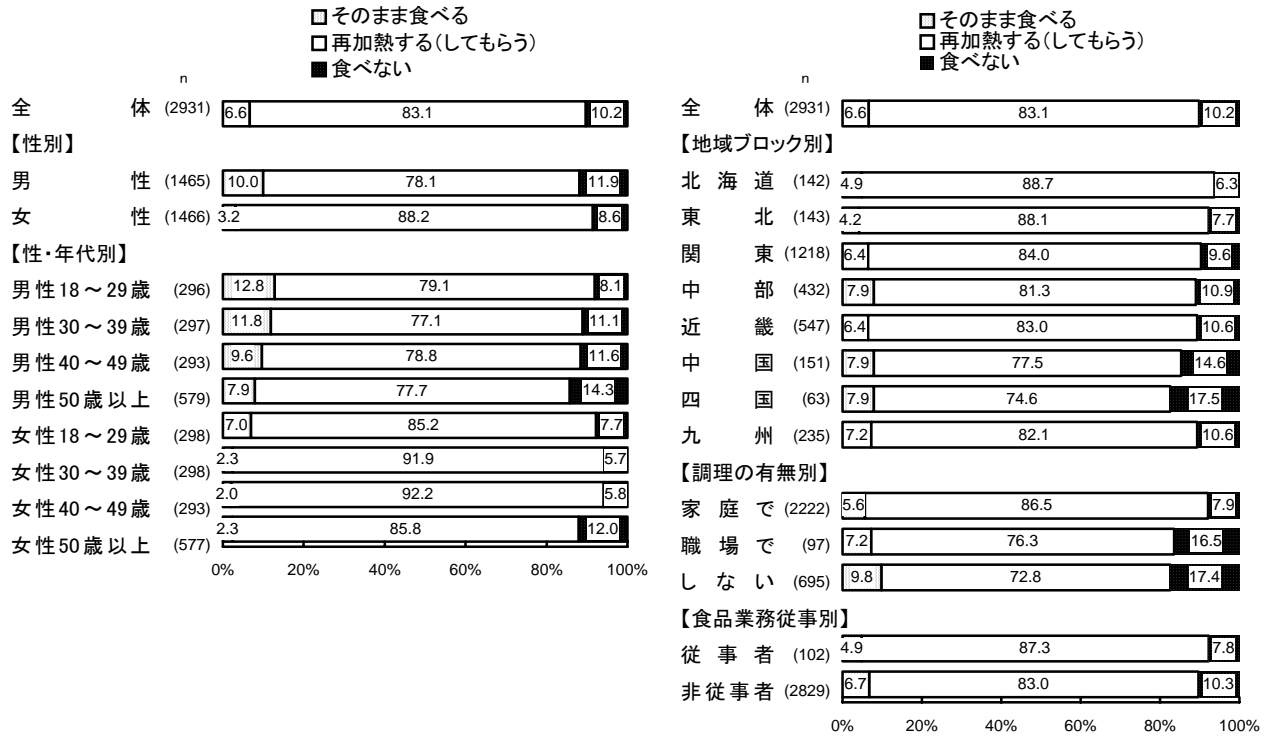 そのまま食べる
再加熱する(してもらう)
食べない
n
全体 (2931) 6.6 83.1 10.2
【性別】
男性 (1465) 10.0 78.1 11.9
女性 (1466) 3.2 88.2 8.6
【性・年代別】
男性18～29歳 (296) 12.8 79.1 8.1
男性30～39歳 (297) 11.8 77.1 11.1
男性40～49歳 (293) 9.6 78.8 11.6
男性50歳以上 (579) 7.9 77.7 14.3
女性18～29歳 (298) 7.0 85.2 7.7
女性30～39歳 (298) 2.3 91.9 5.7
女性40～49歳 (293) 2.0 92.2 5.8
女性50歳以上 (577) 2.3 85.8 12.0
0% 20% 40% 60% 80% 100%
そのまま食べる
再加熱する(してもらう)
食べない
n
全体 (2931) 6.6 83.1 10.2
【地域ブロック別】
北海道 (142) 4.9 88.7 6.3
東北 (143) 4.2 88.1 7.7
関東 (1218) 6.4 84.0 9.6
中部 (432) 7.9 81.3 10.9
近畿 (547) 6.4 83.0 10.6
中国 (151) 7.9 77.5 14.6
四国 (63) 7.9 74.6 17.5
九州 (235) 7.2 82.1 10.6
【調理の有無別】
家庭で (2222) 5.6 86.5 7.9
職場で (97) 7.2 76.3 16.5
しない (695) 9.8 72.8 17.4
【食品業務従事別】
従事者 (102) 4.9 87.3 7.8
非従事者 (2829) 6.7 83.0 10.3
0% 20% 40% 60% 80% 100%